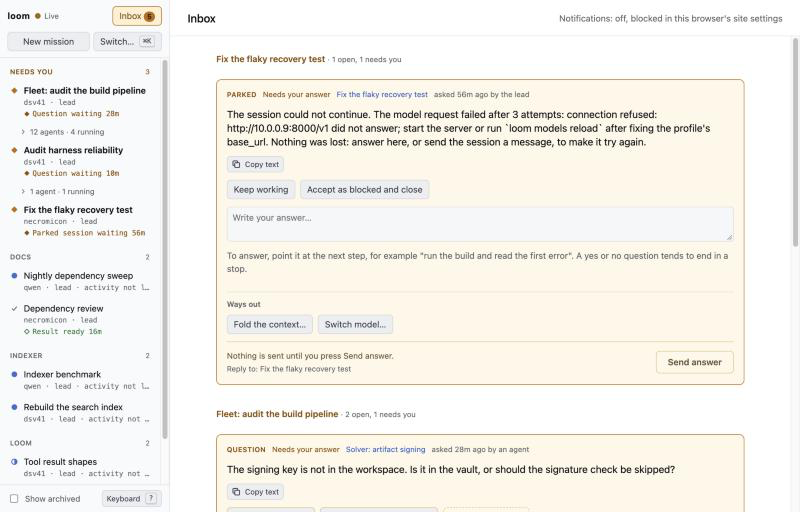 loom Live Inbox 5
New mission Switch... ⌘K
NEEDS YOU 3
Fleet: audit the build pipeline
dsv41 · lead
Question waiting 28m
12 agents · 4 running
Audit harness reliability
dsv41 · lead
Question waiting 10m
1 agent · 1 running
Fix the flaky recovery test
necromicon · lead
Parked session waiting 56m
DOCS 2
Nightly dependency sweep
qwen · lead · activity not l…
Dependency review
necromicon · lead
Result ready 16m
INDEXER 2
Indexer benchmark
qwen · lead · activity not l…
Rebuild the search index
dsv41 · lead · activity not …
LOOM 2
Tool result shapes
dsv41 · lead · activity not …
Show archived Keyboard ?
Inbox
Notifications: off, blocked in this browser's site settings
Fix the flaky recovery test · 1 open, 1 needs you
PARKED Needs your answer Fix the flaky recovery test asked 56m ago by the lead
The session could not continue. The model request failed after 3 attempts: connection refused:
http://10.0.0.9:8000/v1 did not answer; start the server or run `loom models reload` after fixing the profile's
base_url. Nothing was lost: answer here, or send the session a message, to make it try again.
Copy text
Keep working Accept as blocked and close
Write your answer...
To answer, point it at the next step, for example "run the build and read the first error". A yes or no question tends to end in a
stop.
Ways out
Fold the context... Switch model...
Nothing is sent until you press Send answer.
Reply to: Fix the flaky recovery test
Send answer
Fleet: audit the build pipeline · 2 open, 1 needs you
QUESTION Needs your answer Solver: artifact signing asked 28m ago by an agent
The signing key is not in the workspace. Is it in the vault, or should the signature check be skipped?
Copy text